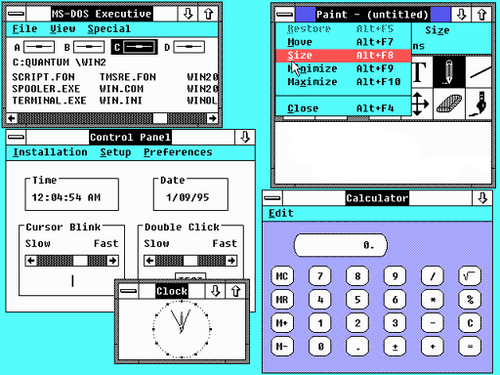 MS-DOS Executive
File View Special
A B C D
C:QUANTUM \WIN2
SCRIPT.FON TMSRE.FON WIN20
SPOOLER.EXE WIN.COM WIN20
TERMINAL.EXE WIN.INI WINOL
Paint - (untitled)
Restore Alt+F5
Move Alt+F7
Size Alt+F8
Minimize Alt+F9
Maximize Alt+F10
Close Alt+F4
Size
ns
T
Control Panel
Installation Setup Preferences
Time
12:04:54 AM
Date
1/09/95
Cursor Blink
Slow Fast
Double Click
Slow Fast
Clock
Calculator
Edit
0.
MC 7 8 9 / √
MR 4 5 6 * %
M+ 1 2 3 - C
M- 0 . ± + =